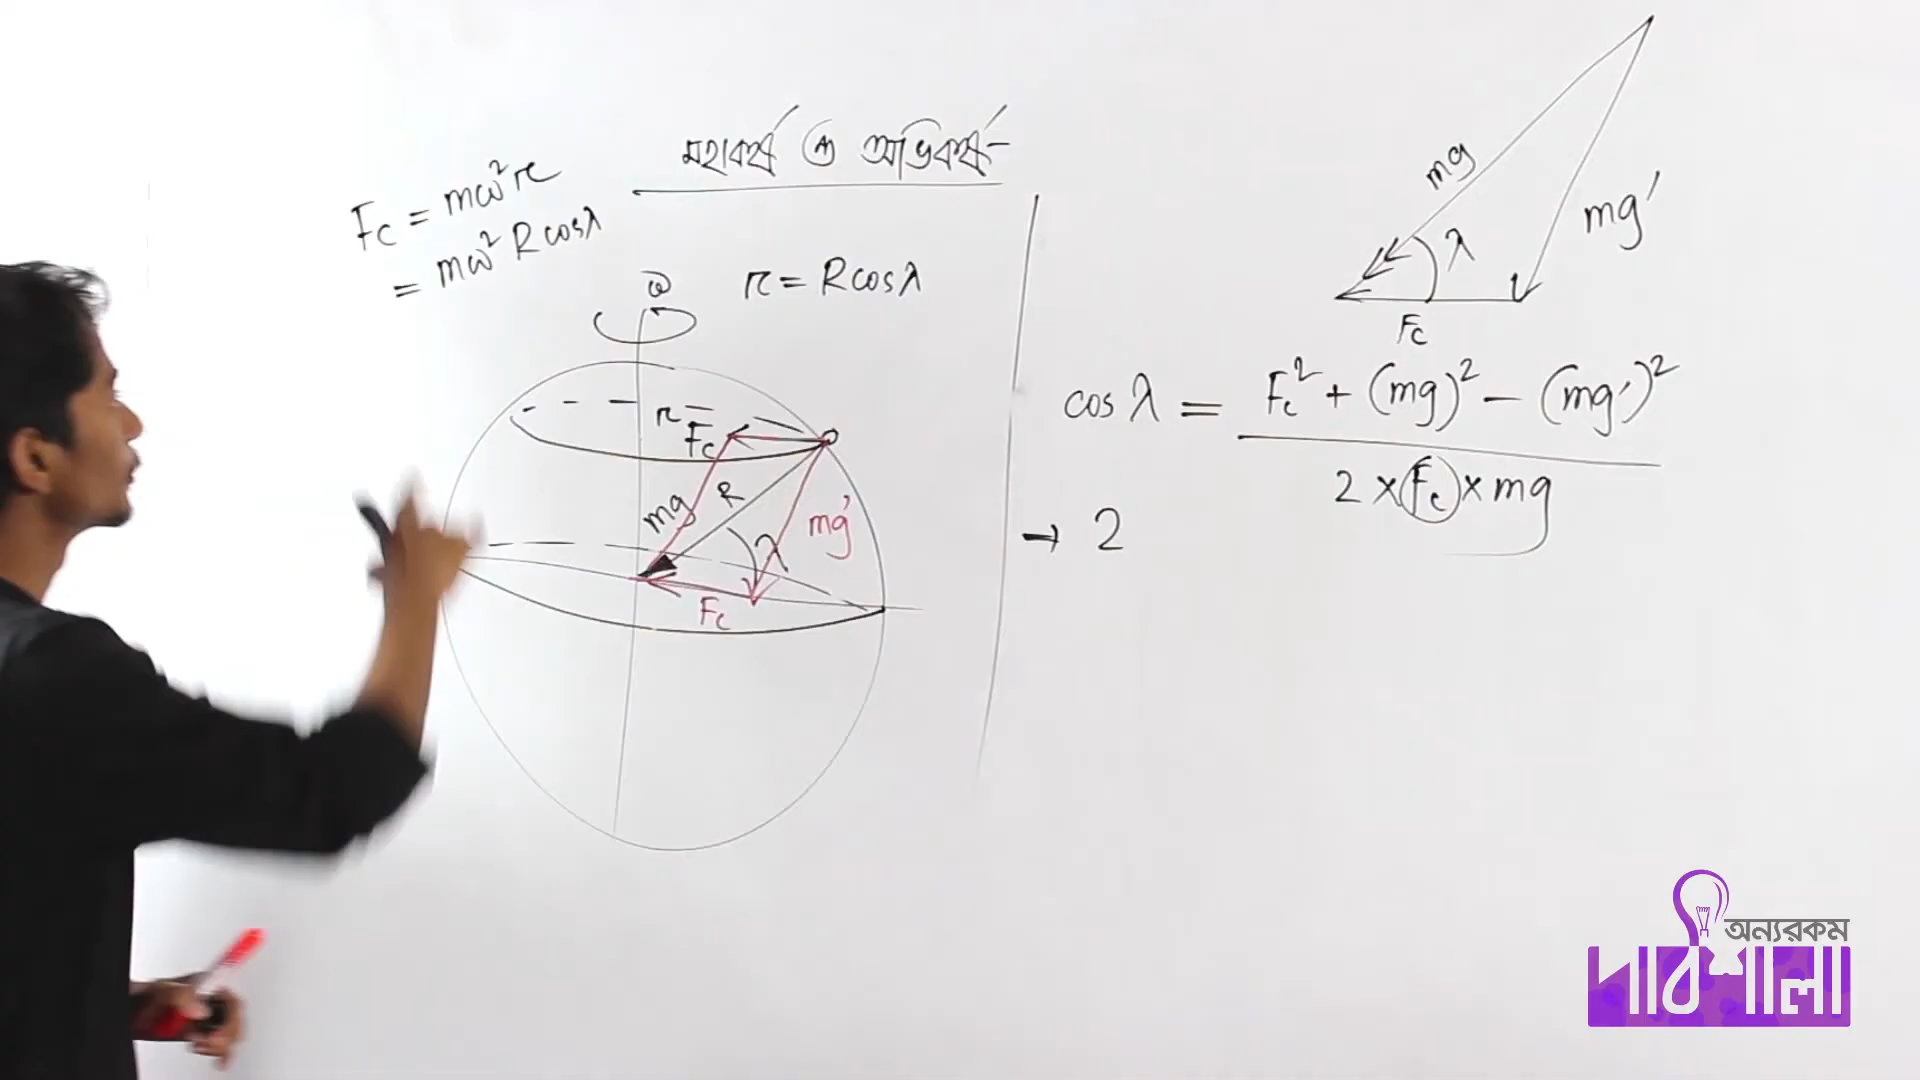 মহাকর্ষ ও অভিকর্ষ
Fc = mω²r
= mω² R cosλ
ω
r = R cosλ
r
Fc
mg
R
λ
mg'
Fc
mg
λ
mg'
Fc
cos λ = Fc² + (mg)² − (mg')²
2 × Fc × mg
→ 2
অন্যরকম
পাঠশালা